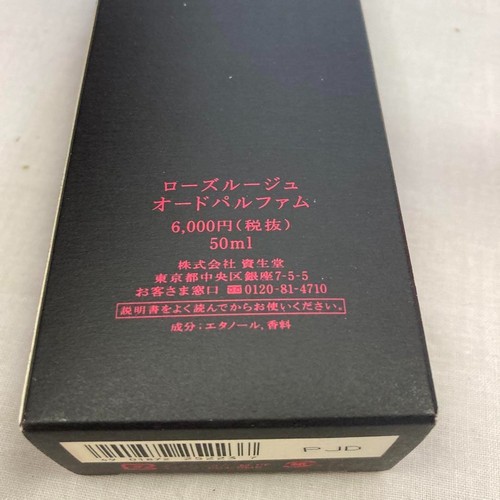 ローズルージュ
オードパルファム
6,000円(税抜)
50ml
株式会社 資生堂
東京都中央区銀座7-5-5
お客さま窓口 0120-81-4710
説明書をよく読んでからお使いください。
成分;エタノール,香料
PJD